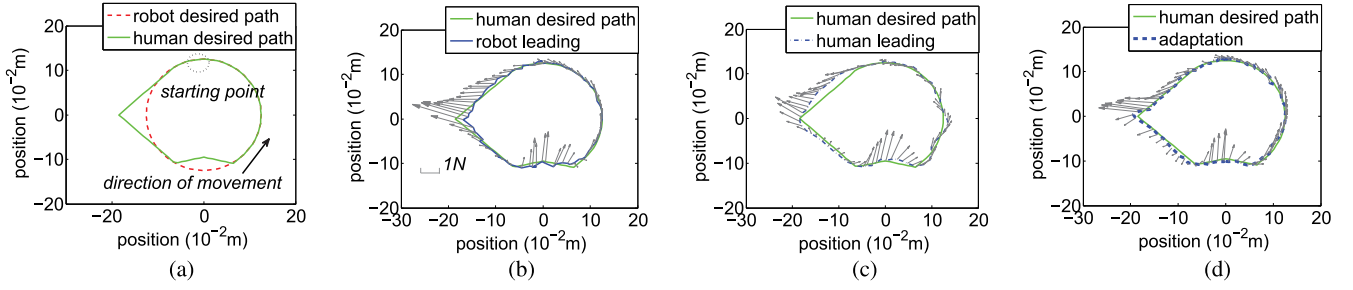 robot desired path
human desired path
20
10
0
−10
−20
position (10⁻²m)
starting point
direction of movement
−20
0
20
position (10⁻²m)
(a)
human desired path
robot leading
20
10
0
−10
−20
position (10⁻²m)
1N
−30
−20
−10
0
10
20
position (10⁻²m)
(b)
human desired path
human leading
20
10
0
−10
−20
position (10⁻²m)
−30
−20
−10
0
10
20
position (10⁻²m)
(c)
human desired path
adaptation
20
10
0
−10
−20
position (10⁻²m)
−30
−20
−10
0
10
20
position (10⁻²m)
(d)